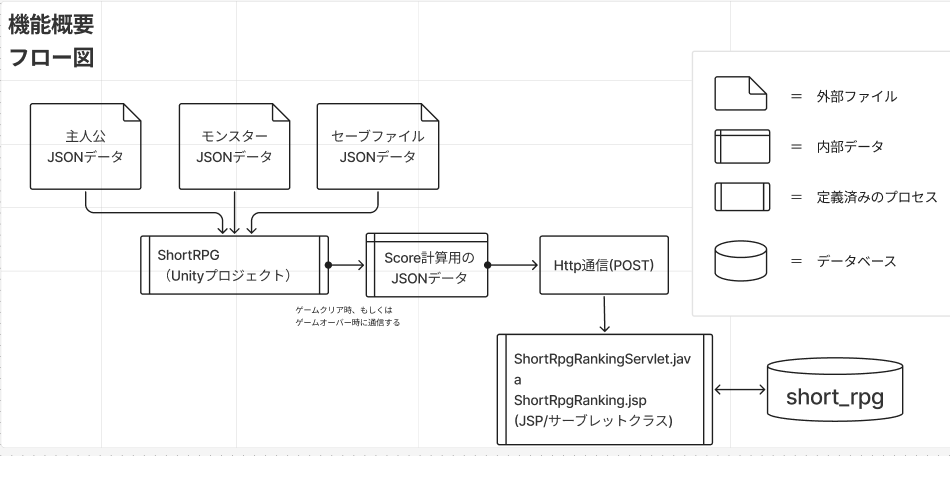 機能概要
フロー図
主人公
JSONデータ
モンスター
JSONデータ
セーブファイル
JSONデータ
ShortRPG
（Unityプロジェクト）
Score計算用の
JSONデータ
Http通信(POST)
ゲームクリア時、もしくは
ゲームオーバー時に通信する
ShortRpgRankingServlet.jav
a
ShortRpgRanking.jsp
(JSP/サーブレットクラス)
short_rpg
＝ 外部ファイル
＝ 内部データ
＝ 定義済みのプロセス
＝ データベース